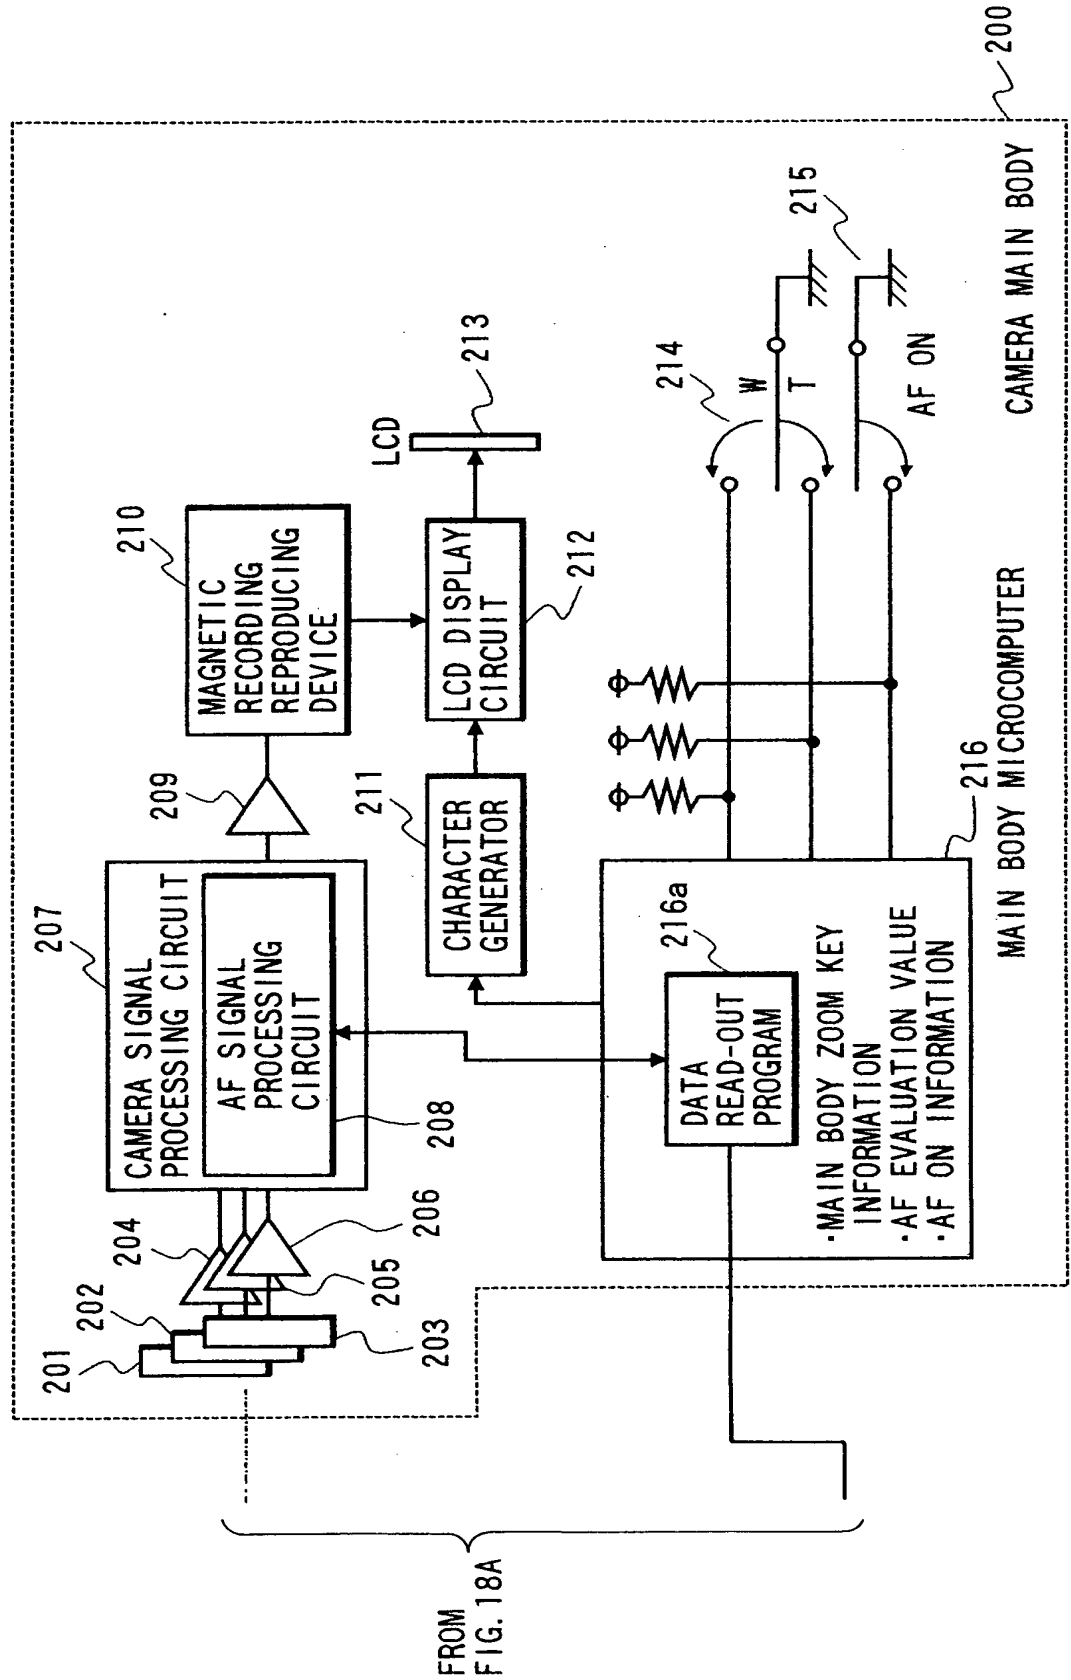 201
202
203
204
205
206
207
CAMERA SIGNAL
PROCESSING CIRCUIT
AF SIGNAL
PROCESSING
CIRCUIT
208
209
210
MAGNETIC
RECORDING
REPRODUCING
DEVICE
211
CHARACTER
GENERATOR
LCD DISPLAY
CIRCUIT
212
LCD
213
214
W
T
215
AF ON
216a
DATA
READ-OUT
PROGRAM
·MAIN BODY ZOOM KEY
INFORMATION
·AF EVALUATION VALUE
·AF ON INFORMATION
216
MAIN BODY MICROCOMPUTER
CAMERA MAIN BODY
200
FROM
FIG.18A